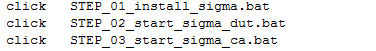 click   STEP_01_install_sigma.bat
click   STEP_02_start_sigma_dut.bat
click   STEP_03_start_sigma_ca.bat